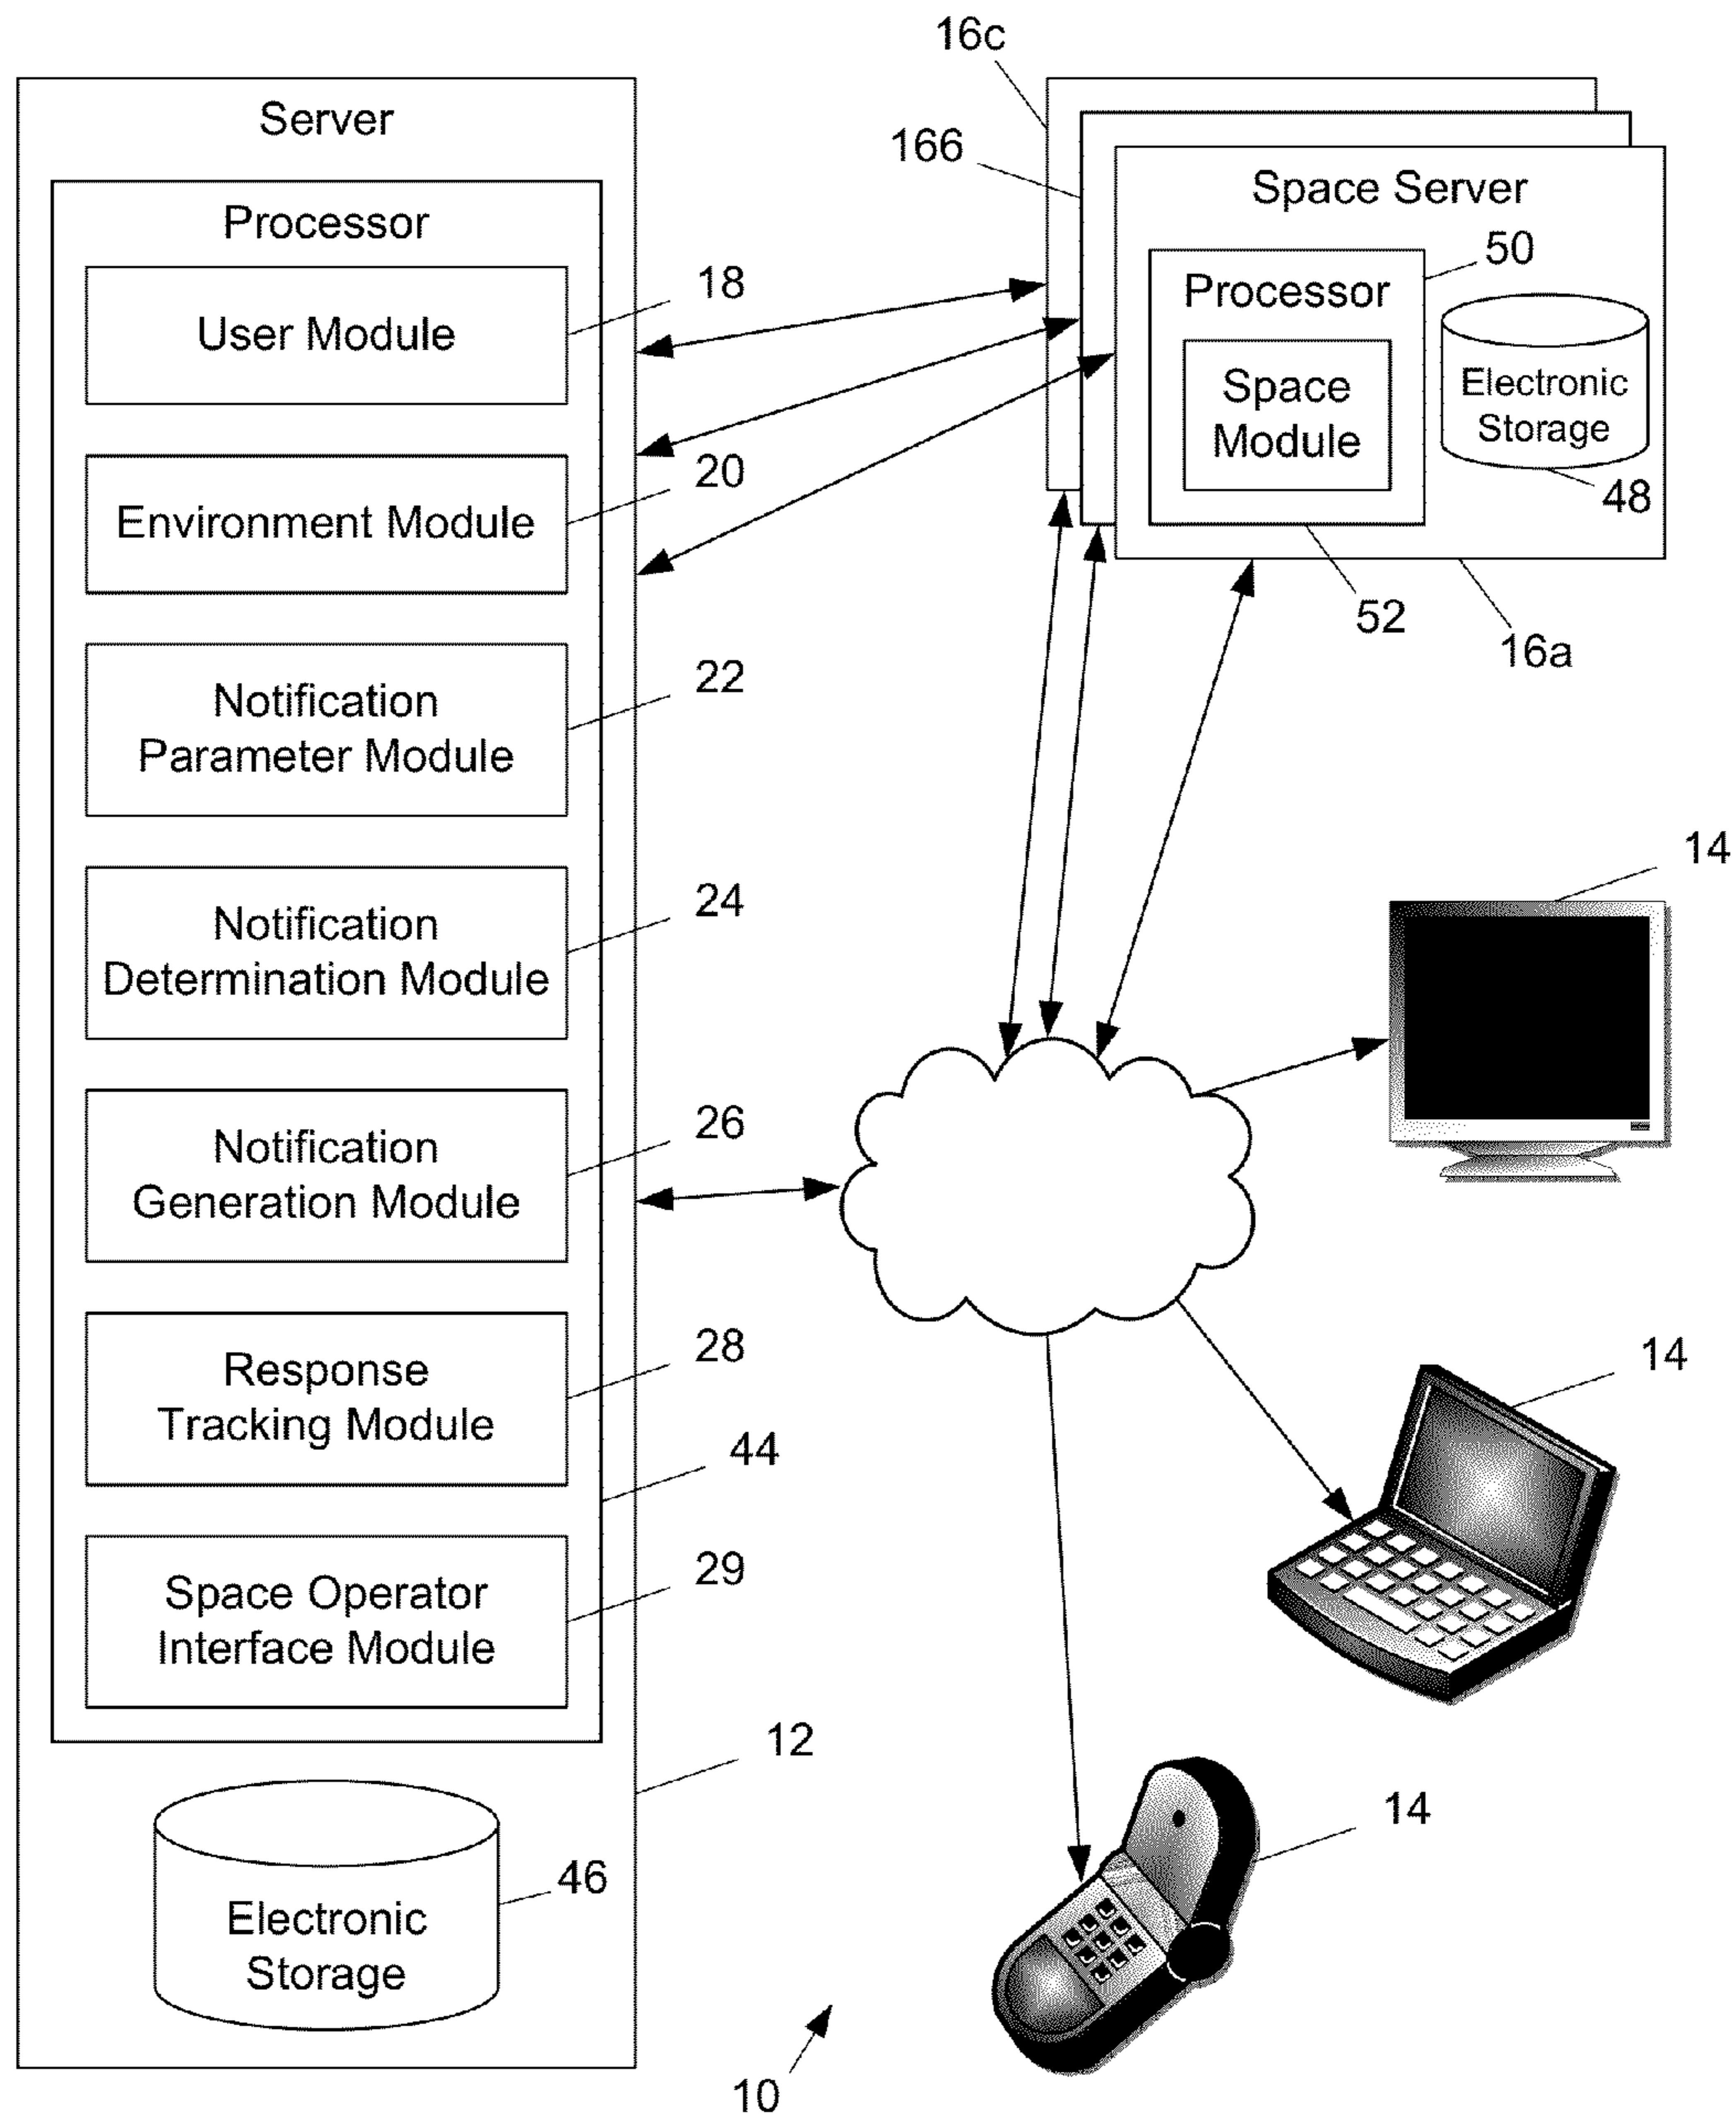 Server
Processor
User Module
18
Environment Module
20
Notification
Parameter Module
22
Notification
Determination Module
24
Notification
Generation Module
26
Response
Tracking Module
28
44
Space Operator
Interface Module
29
12
Electronic
Storage
46
16c
166
Space Server
50
Processor
Space
Module
Electronic
Storage
48
52
16a
14
14
14
10